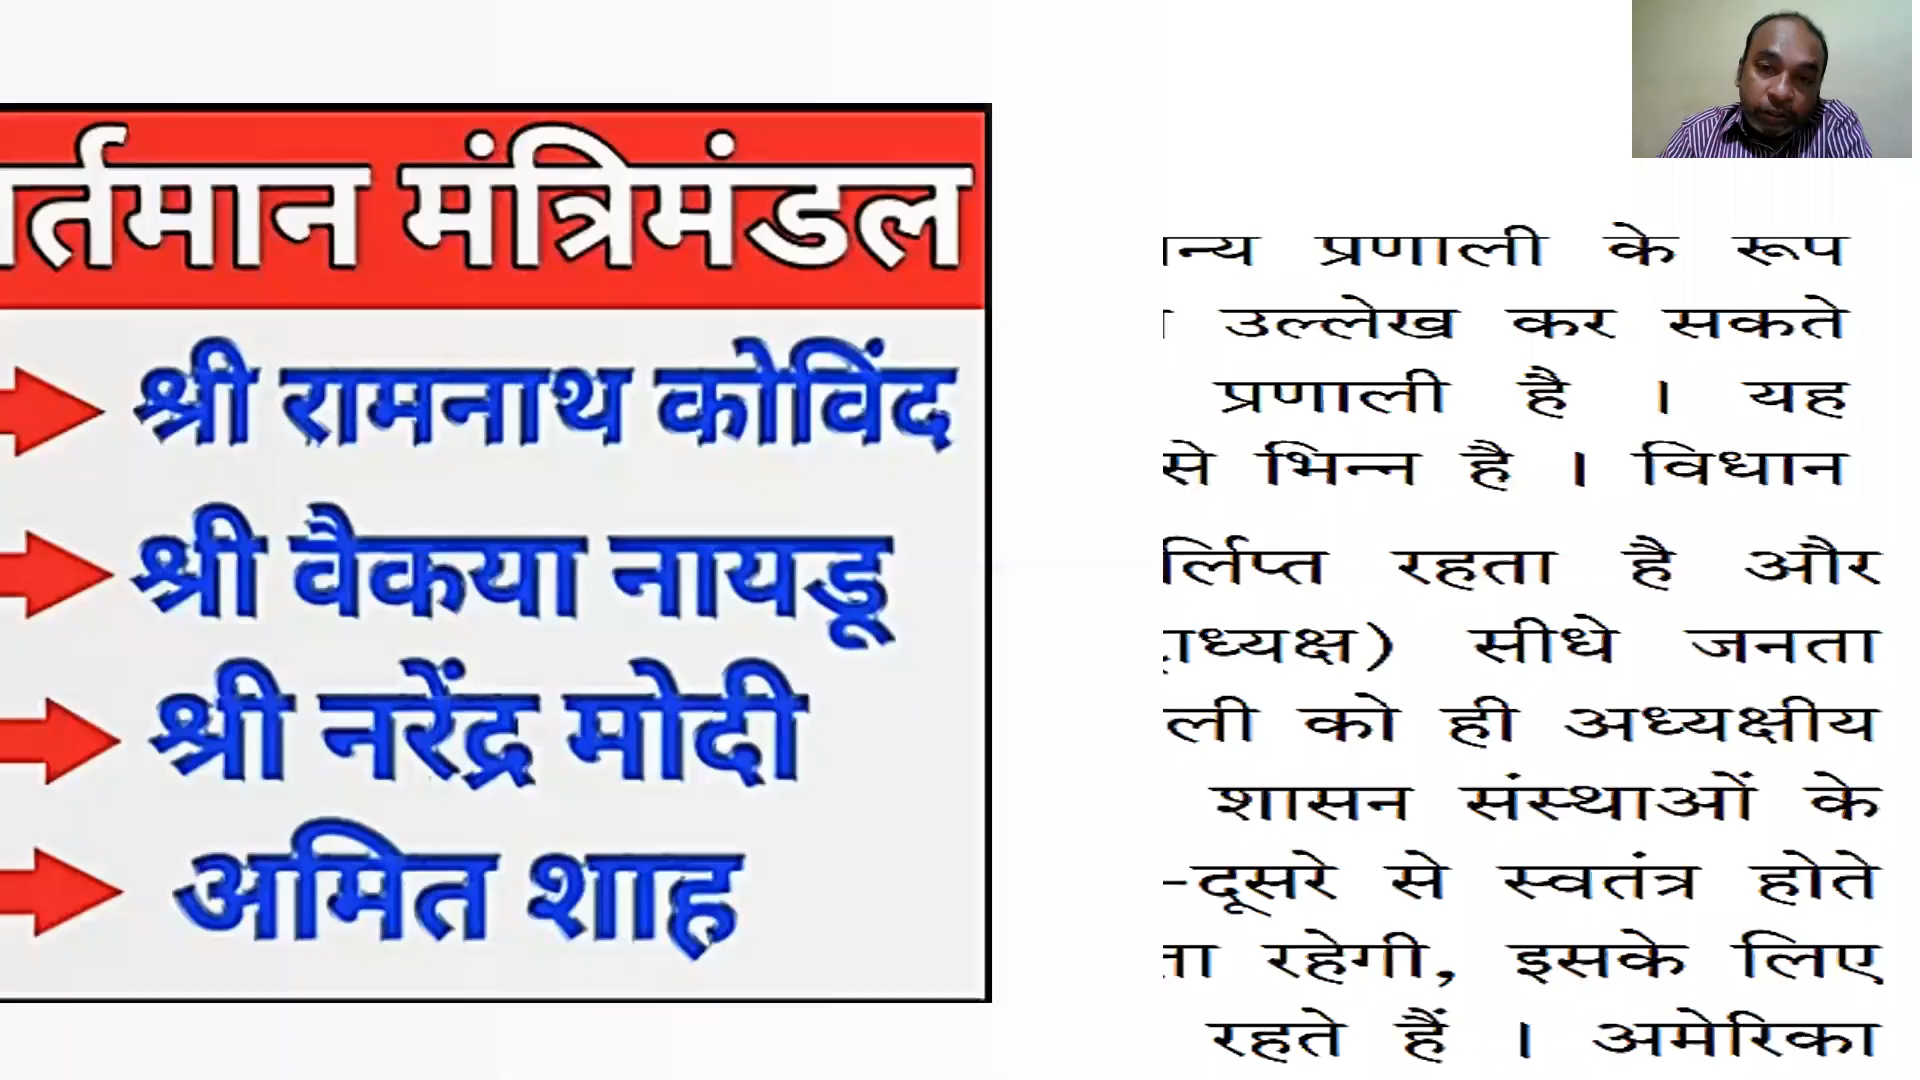 मंत्रिमंडल
श्री रामनाथ कोविंद
श्री वैकया नायडू
श्री नरेंद्र मोदी
अमित शाह
प्रणाली के रूप
उल्लेख कर सकते
प्रणाली है । यह
से भिन्न है । विधान
रहता है और
सीधे जनता
को ही अध्यक्षीय
शासन संस्थाओं के
-दूसरे से स्वतंत्र होते
रहेगी, इसके लिए
रहते हैं । अमेरिका